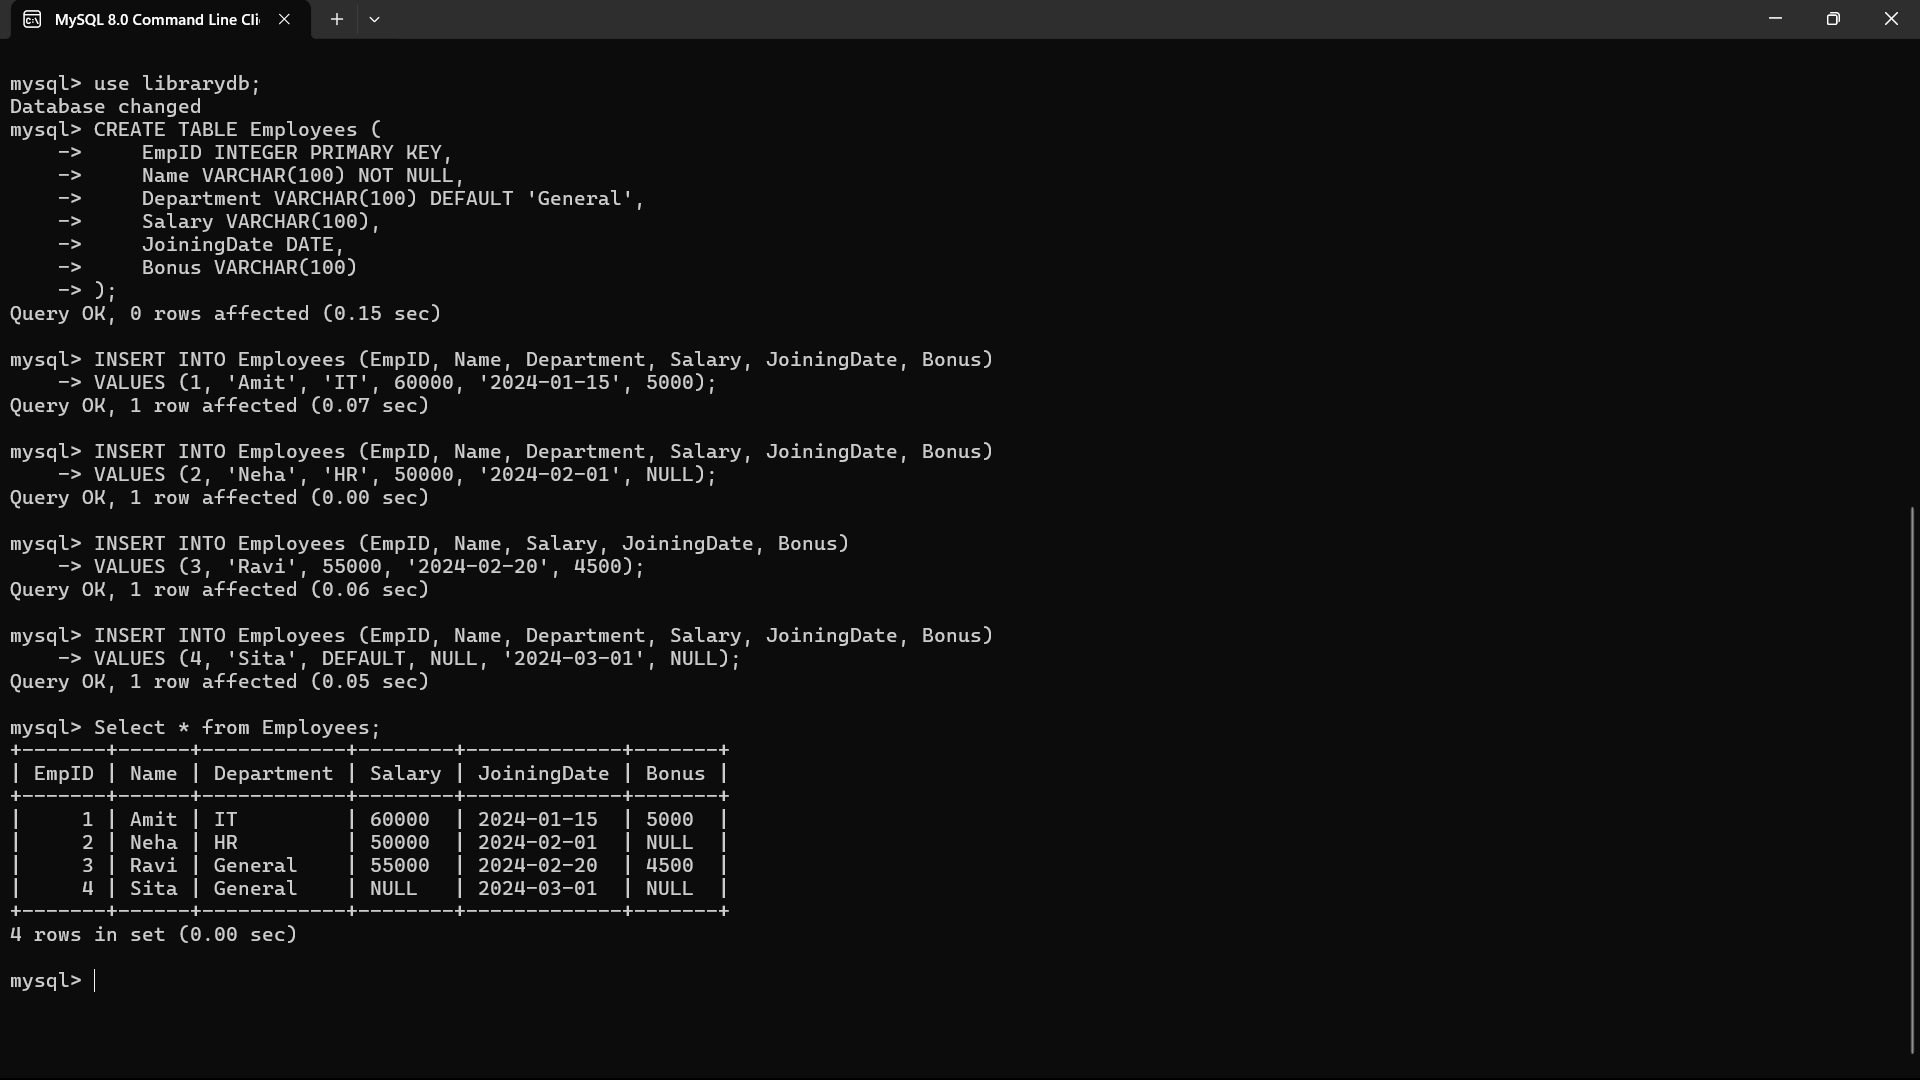 MySQL 8.0 Command Line Cli
mysql> use librarydb;
Database changed
mysql> CREATE TABLE Employees (
    ->     EmpID INTEGER PRIMARY KEY,
    ->     Name VARCHAR(100) NOT NULL,
    ->     Department VARCHAR(100) DEFAULT 'General',
    ->     Salary VARCHAR(100),
    ->     JoiningDate DATE,
    ->     Bonus VARCHAR(100)
    -> );
Query OK, 0 rows affected (0.15 sec)

mysql> INSERT INTO Employees (EmpID, Name, Department, Salary, JoiningDate, Bonus)
    -> VALUES (1, 'Amit', 'IT', 60000, '2024-01-15', 5000);
Query OK, 1 row affected (0.07 sec)

mysql> INSERT INTO Employees (EmpID, Name, Department, Salary, JoiningDate, Bonus)
    -> VALUES (2, 'Neha', 'HR', 50000, '2024-02-01', NULL);
Query OK, 1 row affected (0.00 sec)

mysql> INSERT INTO Employees (EmpID, Name, Salary, JoiningDate, Bonus)
    -> VALUES (3, 'Ravi', 55000, '2024-02-20', 4500);
Query OK, 1 row affected (0.06 sec)

mysql> INSERT INTO Employees (EmpID, Name, Department, Salary, JoiningDate, Bonus)
    -> VALUES (4, 'Sita', DEFAULT, NULL, '2024-03-01', NULL);
Query OK, 1 row affected (0.05 sec)

mysql> Select * from Employees;
+-------+------+------------+--------+-------------+-------+
| EmpID | Name | Department | Salary | JoiningDate | Bonus |
+-------+------+------------+--------+-------------+-------+
|     1 | Amit | IT         | 60000  | 2024-01-15  | 5000  |
|     2 | Neha | HR         | 50000  | 2024-02-01  | NULL  |
|     3 | Ravi | General    | 55000  | 2024-02-20  | 4500  |
|     4 | Sita | General    | NULL   | 2024-03-01  | NULL  |
+-------+------+------------+--------+-------------+-------+
4 rows in set (0.00 sec)

mysql>